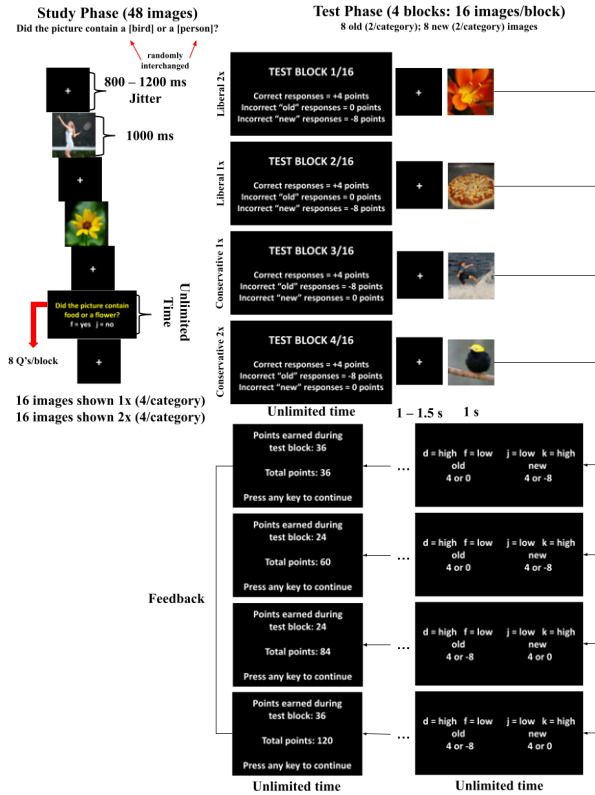 Study Phase (48 images)
Did the picture contain a [bird] or a [person]?
randomly
interchanged
+
800 – 1200 ms
Jitter
1000 ms
+
+
Did the picture contain
food or a flower?
f = yes j = no
Unlimited
Time
8 Q's/block
+
16 images shown 1x (4/category)
16 images shown 2x (4/category)
Test Phase (4 blocks: 16 images/block)
8 old (2/category); 8 new (2/category) images
Liberal 2x
TEST BLOCK 1/16
Correct responses = +4 points
Incorrect "old" responses = 0 points
Incorrect "new" responses = -8 points
+
Liberal 1x
TEST BLOCK 2/16
Correct responses = +4 points
Incorrect "old" responses = 0 points
Incorrect "new" responses = -8 points
+
Conservative 1x
TEST BLOCK 3/16
Correct responses = +4 points
Incorrect "old" responses = -8 points
Incorrect "new" responses = 0 points
+
Conservative 2x
TEST BLOCK 4/16
Correct responses = +4 points
Incorrect "old" responses = -8 points
Incorrect "new" responses = 0 points
+
Unlimited time
1 – 1.5 s
1 s
Feedback
Points earned during
test block: 36
Total points: 36
Press any key to continue
...
d = high f = low j = low k = high
old new
4 or 0 4 or -8
Points earned during
test block: 24
Total points: 60
Press any key to continue
...
d = high f = low j = low k = high
old new
4 or 0 4 or -8
Points earned during
test block: 24
Total points: 84
Press any key to continue
...
d = high f = low j = low k = high
old new
4 or -8 4 or 0
Points earned during
test block: 36
Total points: 120
Press any key to continue
...
d = high f = low j = low k = high
old new
4 or -8 4 or 0
Unlimited time
Unlimited time